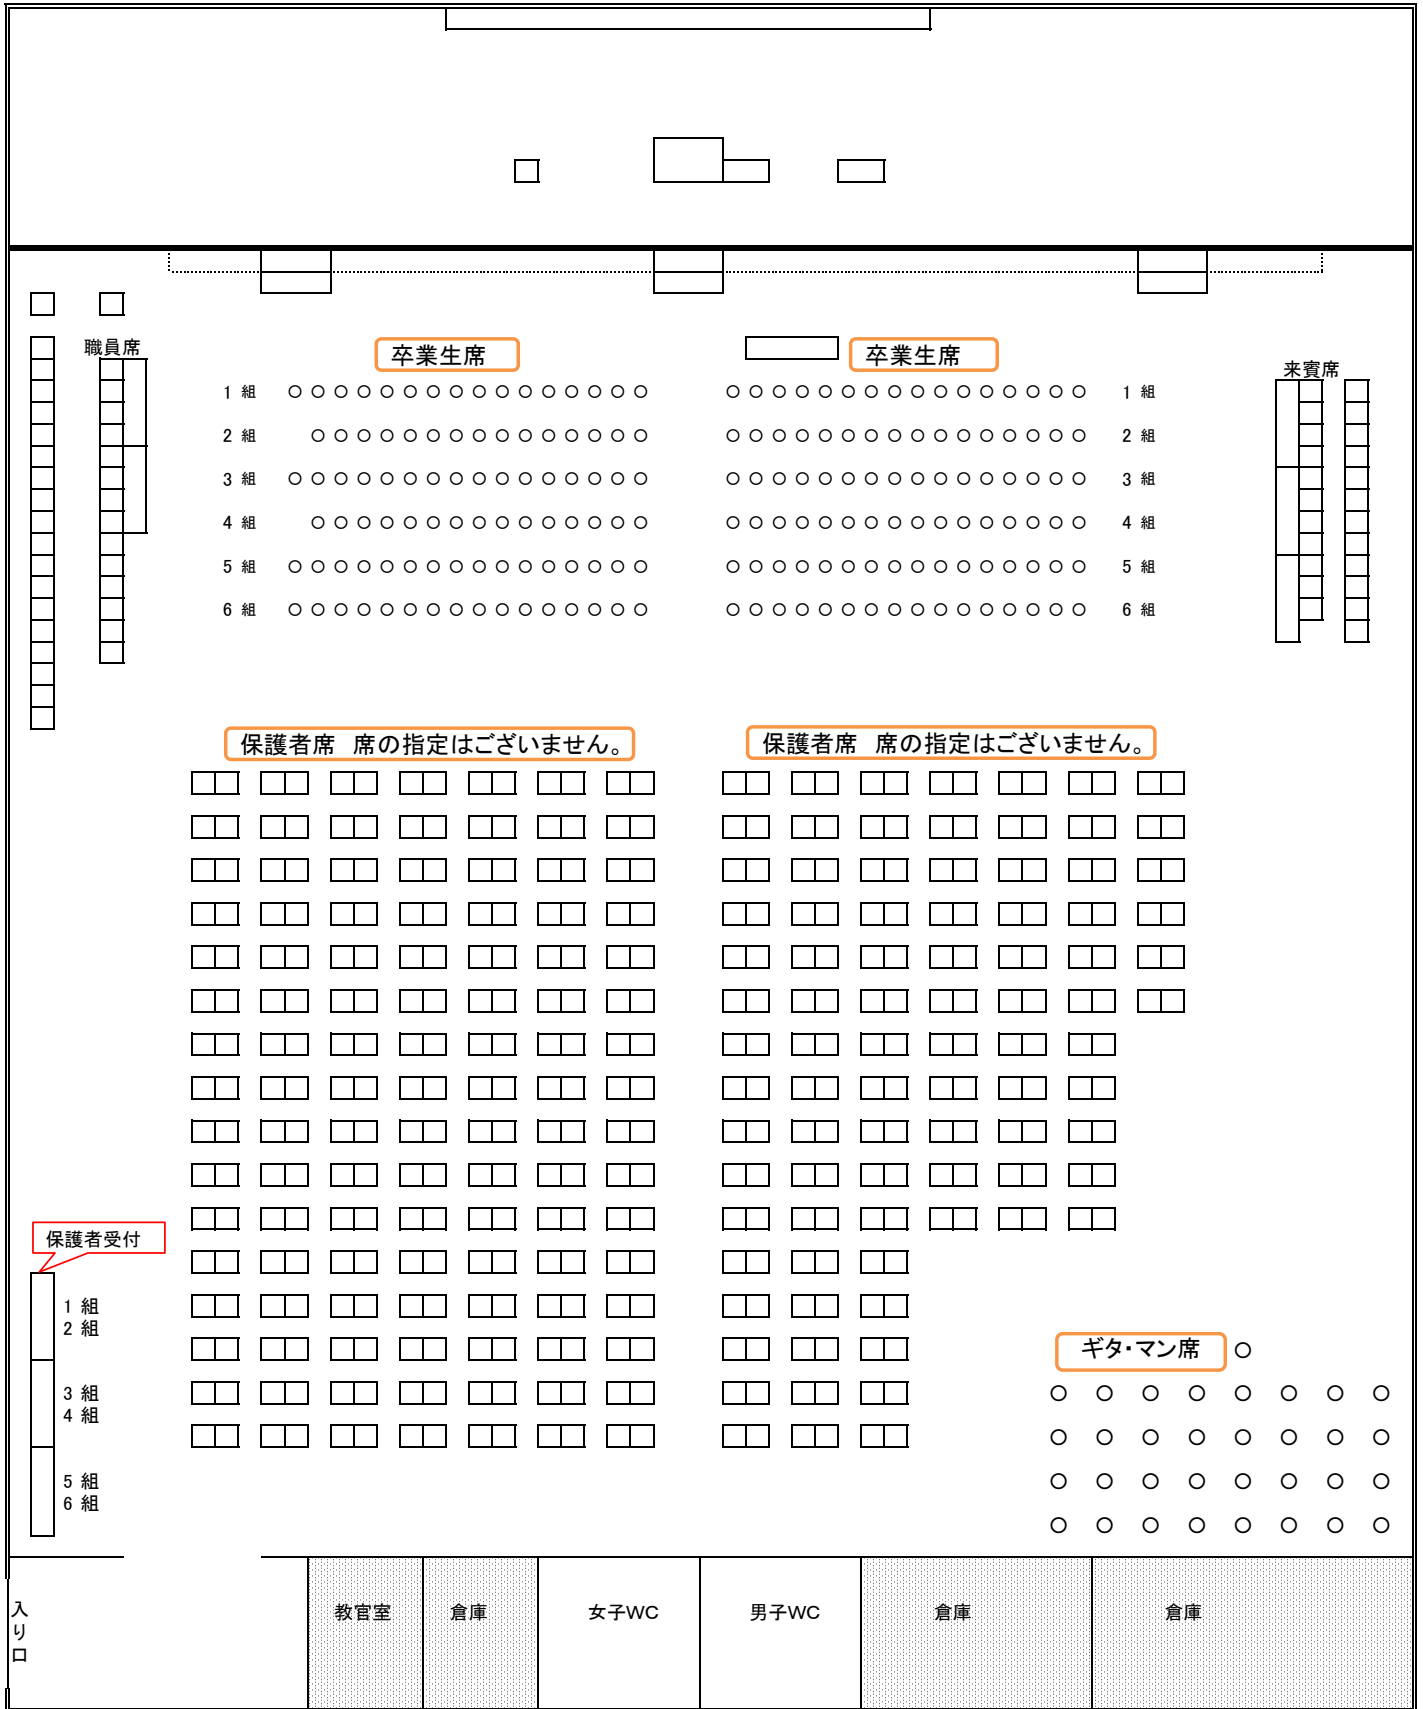 職員席
卒業生席
卒業生席
来賓席
1 組 ○○○○○○○○○○○○○○○○ ○○○○○○○○○○○○○○○○ 1 組
2 組 ○○○○○○○○○○○○○○○ ○○○○○○○○○○○○○○○○ 2 組
3 組 ○○○○○○○○○○○○○○○○ ○○○○○○○○○○○○○○○○ 3 組
4 組 ○○○○○○○○○○○○○○○ ○○○○○○○○○○○○○○○○ 4 組
5 組 ○○○○○○○○○○○○○○○○ ○○○○○○○○○○○○○○○○ 5 組
6 組 ○○○○○○○○○○○○○○○○ ○○○○○○○○○○○○○○○○ 6 組
保護者席　席の指定はございません。
保護者席　席の指定はございません。
保護者受付
1 組
2 組
3 組
4 組
5 組
6 組
ギタ・マン席 ○
○ ○ ○ ○ ○ ○ ○ ○
○ ○ ○ ○ ○ ○ ○ ○
○ ○ ○ ○ ○ ○ ○ ○
○ ○ ○ ○ ○ ○ ○ ○
入り口
教官室
倉庫
女子WC
男子WC
倉庫
倉庫